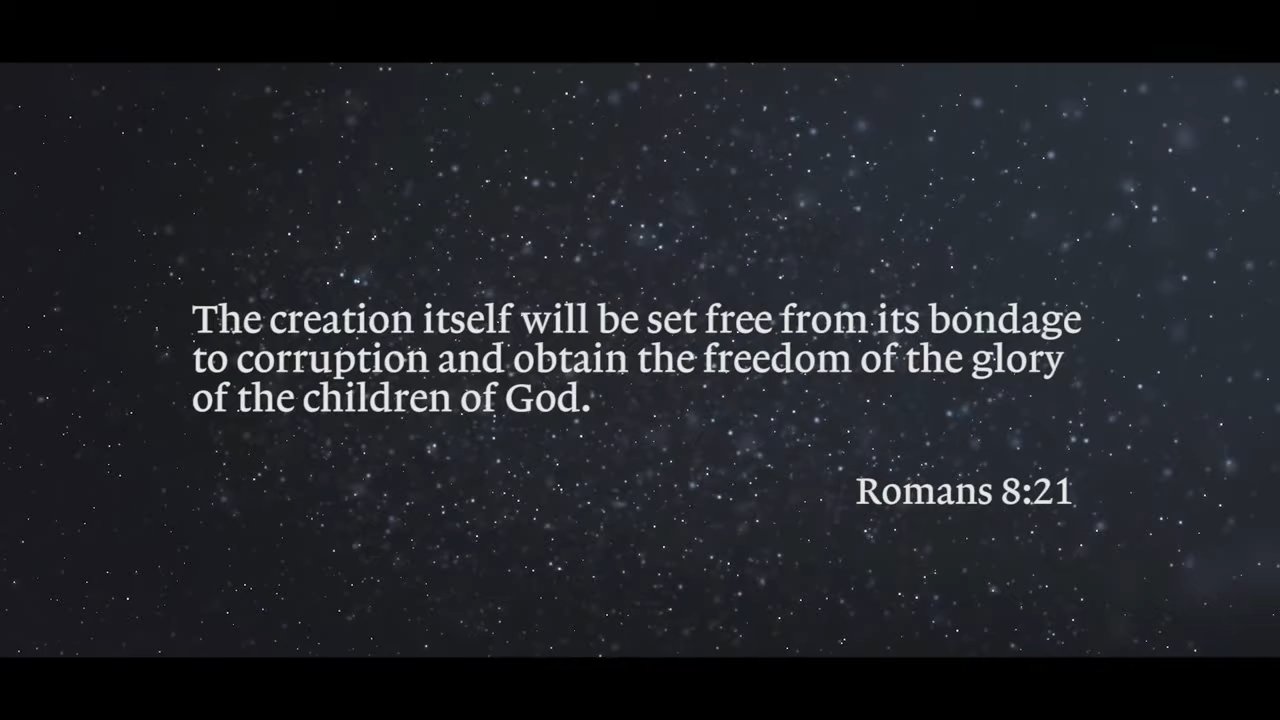 The creation itself will be set free from its bondage
to corruption and obtain the freedom of the glory
of the children of God.
Romans 8:21